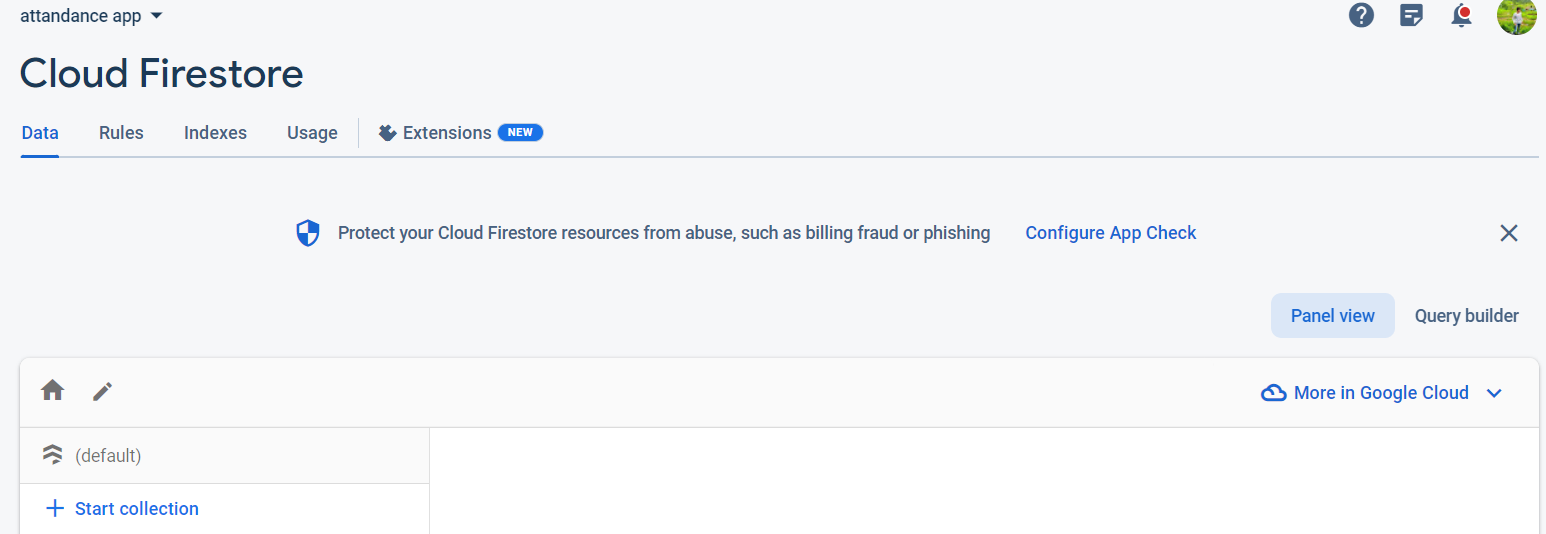 attandance app
Cloud Firestore
Data Rules Indexes Usage Extensions NEW
Protect your Cloud Firestore resources from abuse, such as billing fraud or phishing Configure App Check
Panel view Query builder
More in Google Cloud
(default)
+ Start collection